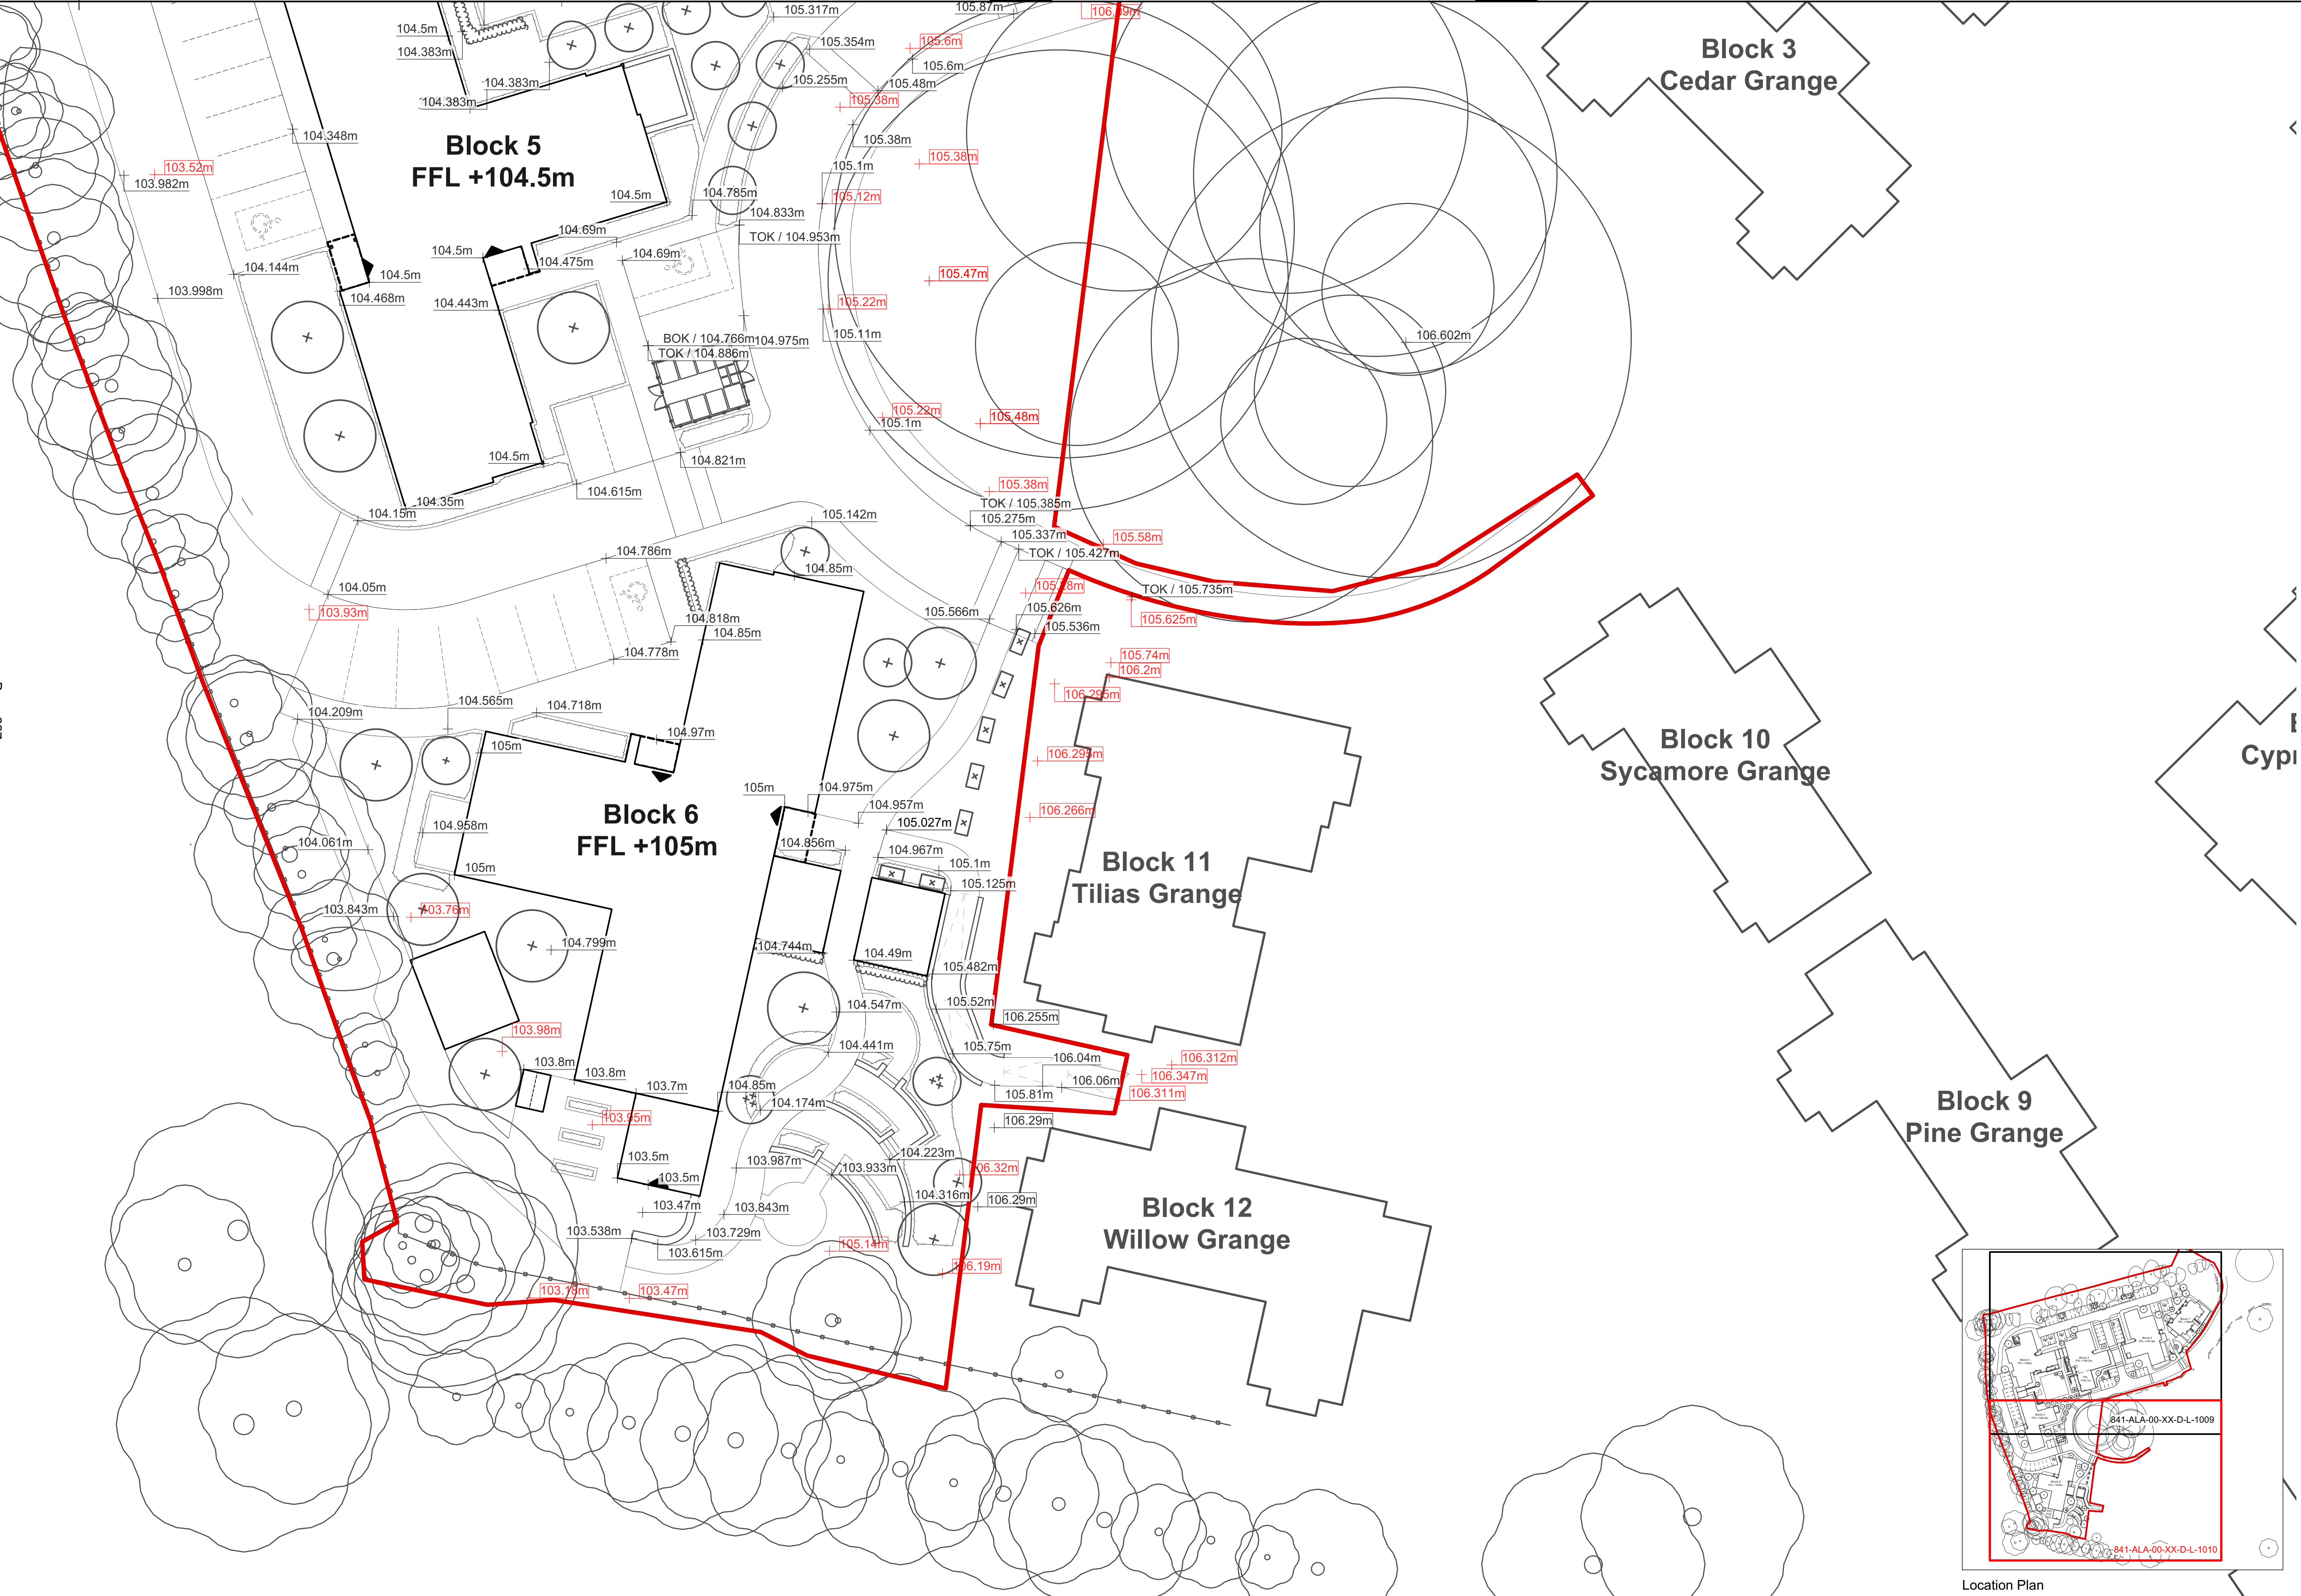 105.317m
105.87m
106.09m
104.5m
104.383m
105.354m
105.6m
105.6m
Block 3
Cedar Grange
104.383m
105.255m
105.48m
104.383m
105.38m
104.348m
Block 5
FFL +104.5m
105.38m
105.38m
103.52m
103.982m
105.1m
104.5m
104.785m
105.12m
104.833m
104.69m
TOK / 104.953m
104.5m
104.475m
104.69m
104.144m
104.5m
105.47m
103.998m
104.468m
104.443m
105.22m
BOK / 104.766m
104.975m
105.11m
106.602m
TOK / 104.886m
105.22m
105.48m
105.1m
104.5m
104.821m
104.615m
105.38m
104.35m
TOK / 105.385m
104.15m
105.142m
105.275m
105.337m
105.58m
104.786m
TOK / 105.427m
104.85m
104.05m
TOK / 105.735m
103.93m
105.566m
105.626m
104.818m
105.625m
104.85m
105.536m
104.778m
105.74m
106.2m
106.295m
104.565m
104.718m
104.209m
104.97m
105m
106.295m
Block 10
Sycamore Grange
105m
104.975m
104.957m
106.266m
Block 6
FFL +105m
104.958m
105.027m
104.061m
104.856m
104.967m
105.1m
Block 11
Tilias Grange
105m
105.125m
103.843m
103.76m
104.799m
104.744m
104.49m
105.482m
104.547m
105.52m
106.255m
103.98m
104.441m
105.75m
106.04m
106.312m
103.8m
103.8m
106.347m
103.7m
104.85m
106.06m
105.81m
106.311m
Block 9
Pine Grange
104.174m
103.95m
106.29m
103.5m
103.987m
103.933m
104.223m
106.32m
103.5m
104.316m
106.29m
103.47m
103.843m
Block 12
Willow Grange
103.538m
103.729m
103.615m
105.14m
106.19m
103.18m
103.47m
841-ALA-00-XX-D-L-1009
841-ALA-00-XX-D-L-1010
Location Plan